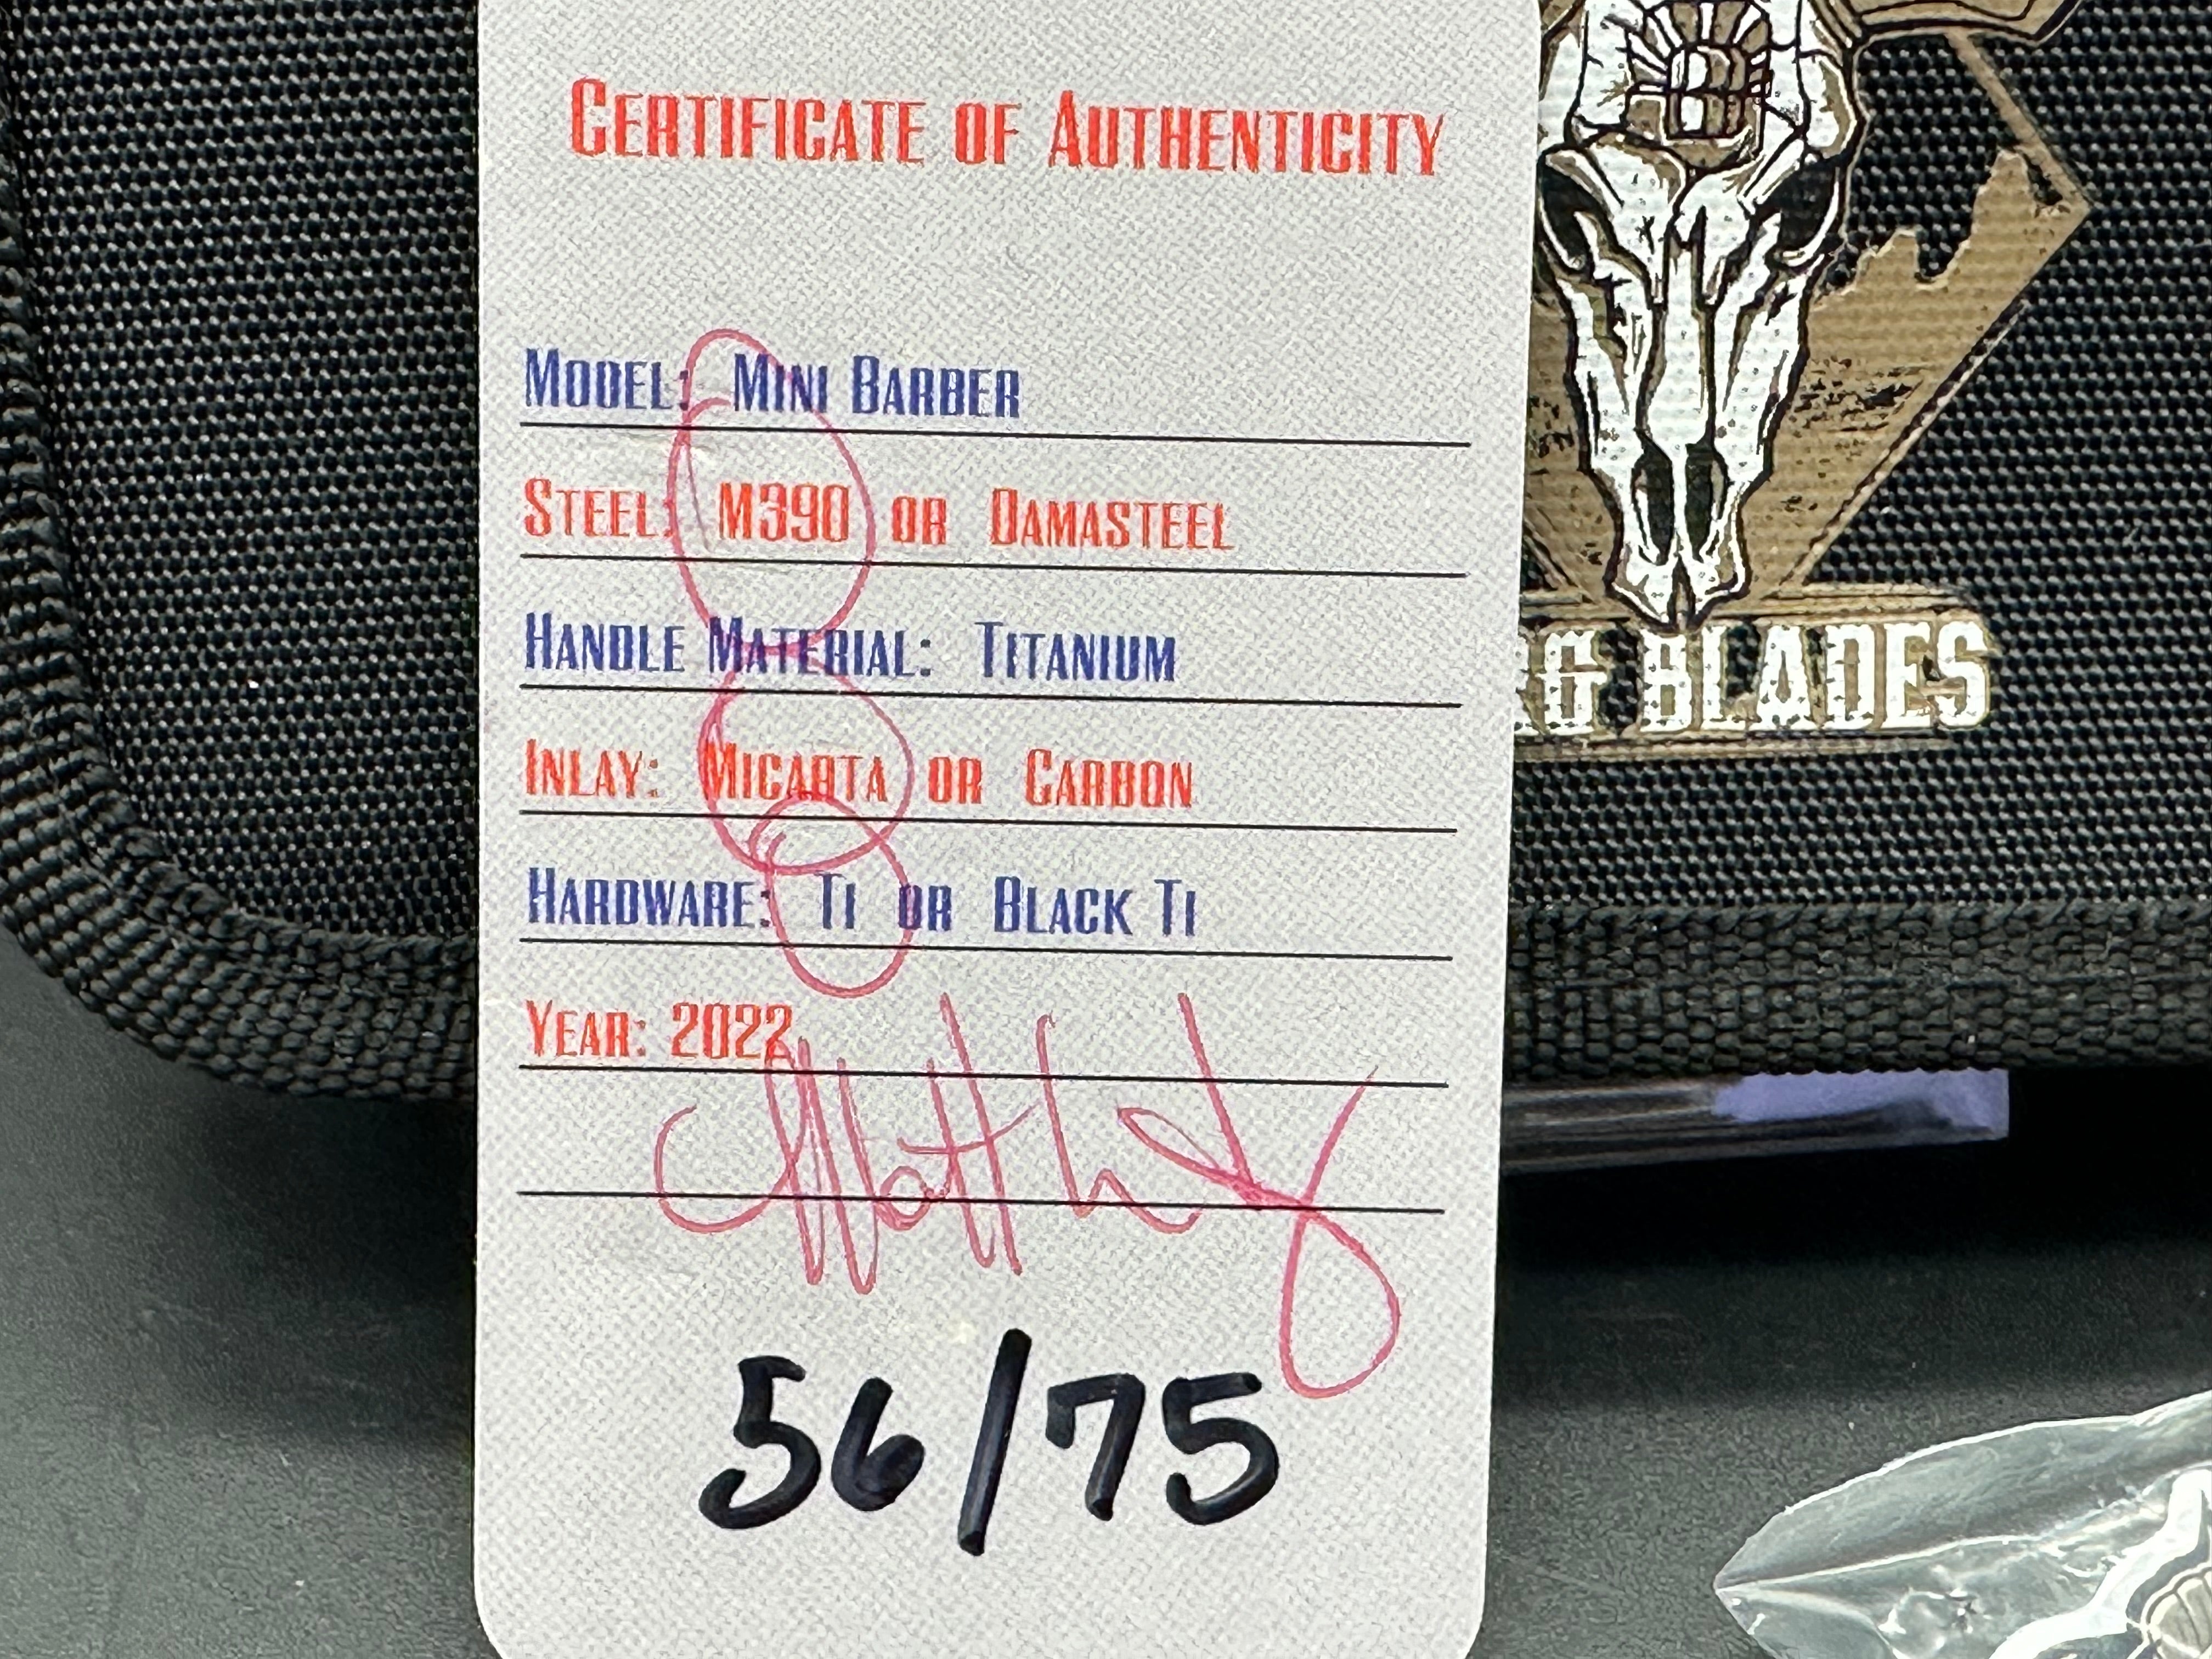 CERTIFICATE OF AUTHENTICITY
MODEL: MINI BARBER
STEEL: M390 OR DAMASTEEL
HANDLE MATERIAL: TITANIUM
INLAY: MICARTA OR CARBON
HARDWARE: TI OR BLACK TI
YEAR: 2022
56/75
B
BLADES